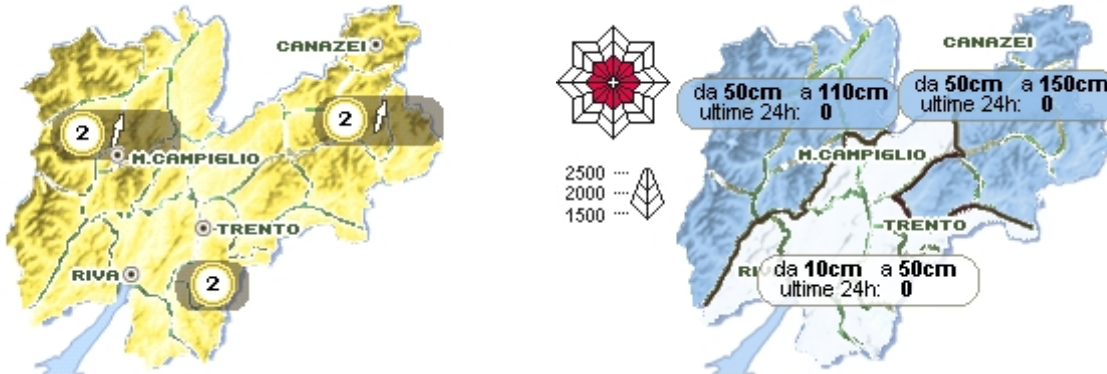 CANAZEI
2
2
M.CAMPIGLIO
TRENTO
RIVA
2
CANAZEI
da 50cm a 110cm
ultime 24h: 0
da 50cm a 150cm
ultime 24h: 0
M.CAMPIGLIO
2500
2000
1500
TRENTO
RI
da 10cm a 50cm
ultime 24h: 0